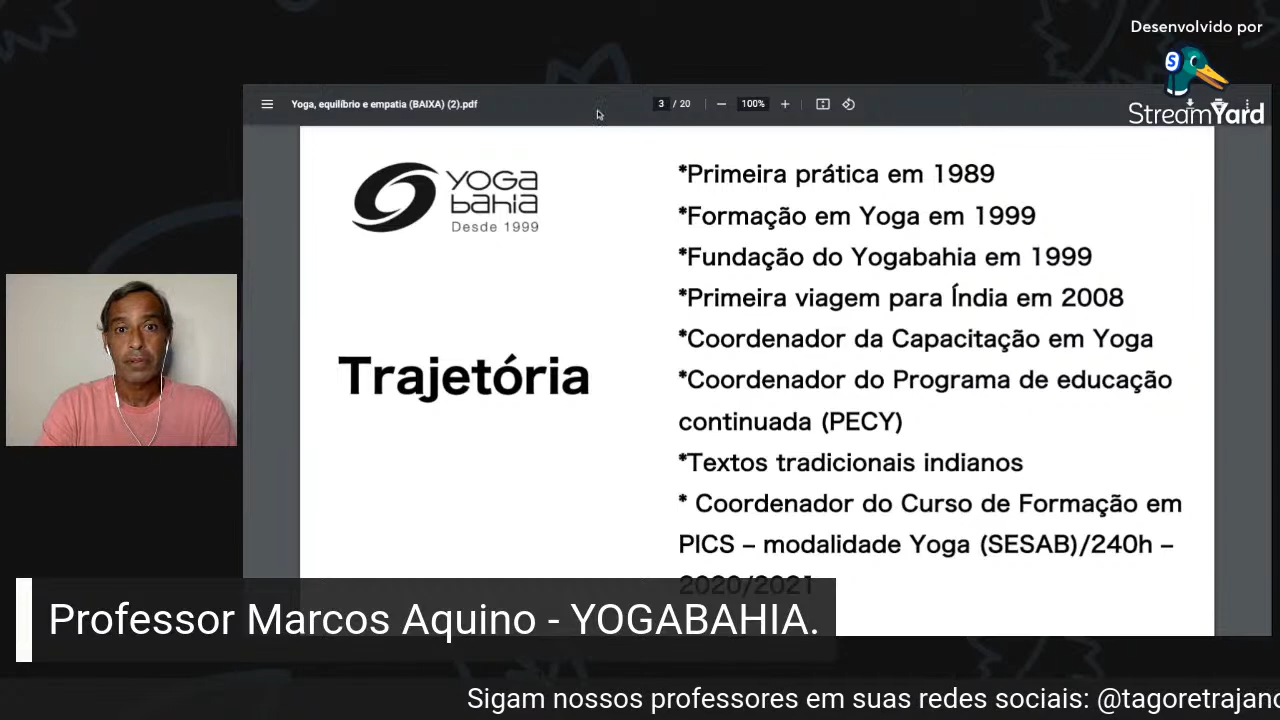 Desenvolvido por
StreamYard
Yoga, equilíbrio e empatia (BAIXA) (2).pdf
3 / 20
100%
YOGA
bahia
Desde 1999
Trajetória
*Primeira prática em 1989
*Formação em Yoga em 1999
*Fundação do Yogabahia em 1999
*Primeira viagem para Índia em 2008
*Coordenador da Capacitação em Yoga
*Coordenador do Programa de educação
continuada (PECY)
*Textos tradicionais indianos
* Coordenador do Curso de Formação em
PICS – modalidade Yoga (SESAB)/240h –
2020/2021
Professor Marcos Aquino - YOGABAHIA.
Sigam nossos professores em suas redes sociais: @tagoretrajano